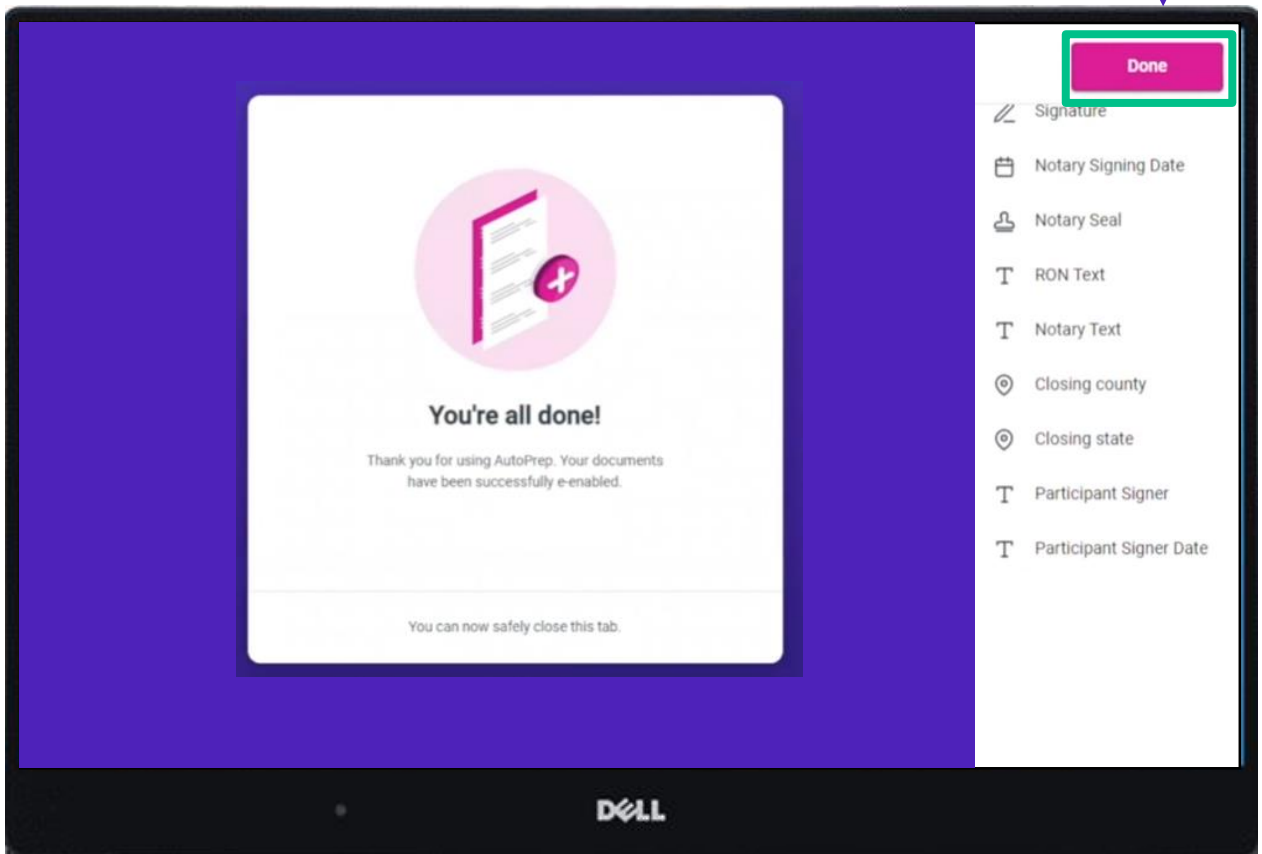 Done
Signature
Notary Signing Date
Notary Seal
RON Text
Notary Text
Closing county
Closing state
Participant Signer
Participant Signer Date
You're all done!
Thank you for using AutoPrep. Your documents
have been successfully e-enabled.
You can now safely close this tab.
DELL